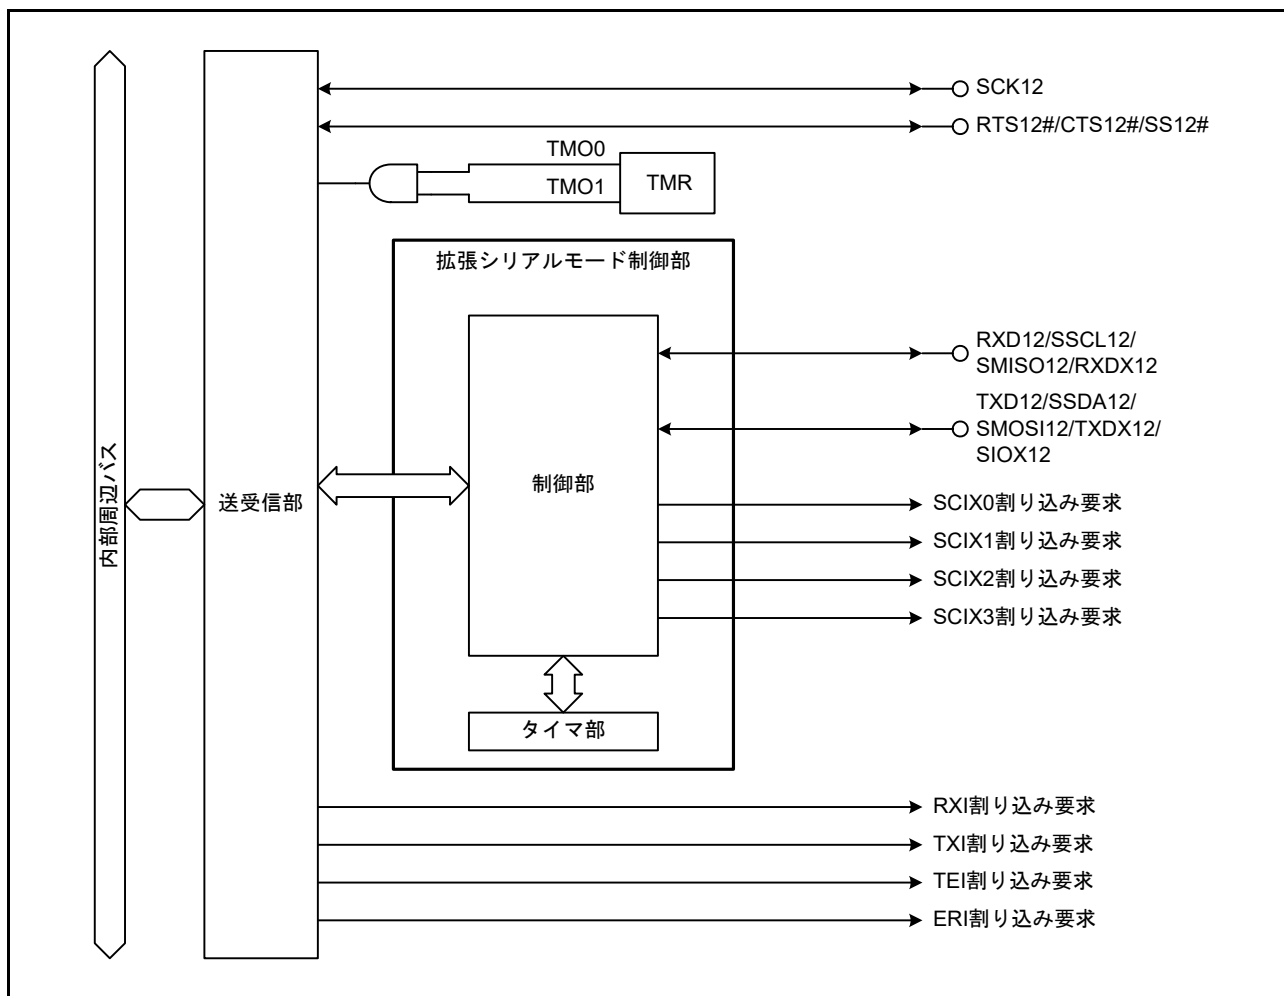 SCK12
RTS12#/CTS12#/SS12#
TMO0
TMO1
TMR
拡張シリアルモード制御部
RXD12/SSCL12/
SMISO12/RXDX12
TXD12/SSDA12/
SMOSI12/TXDX12/
SIOX12
内部周辺バス
送受信部
制御部
SCIX0割り込み要求
SCIX1割り込み要求
SCIX2割り込み要求
SCIX3割り込み要求
タイマ部
RXI割り込み要求
TXI割り込み要求
TEI割り込み要求
ERI割り込み要求